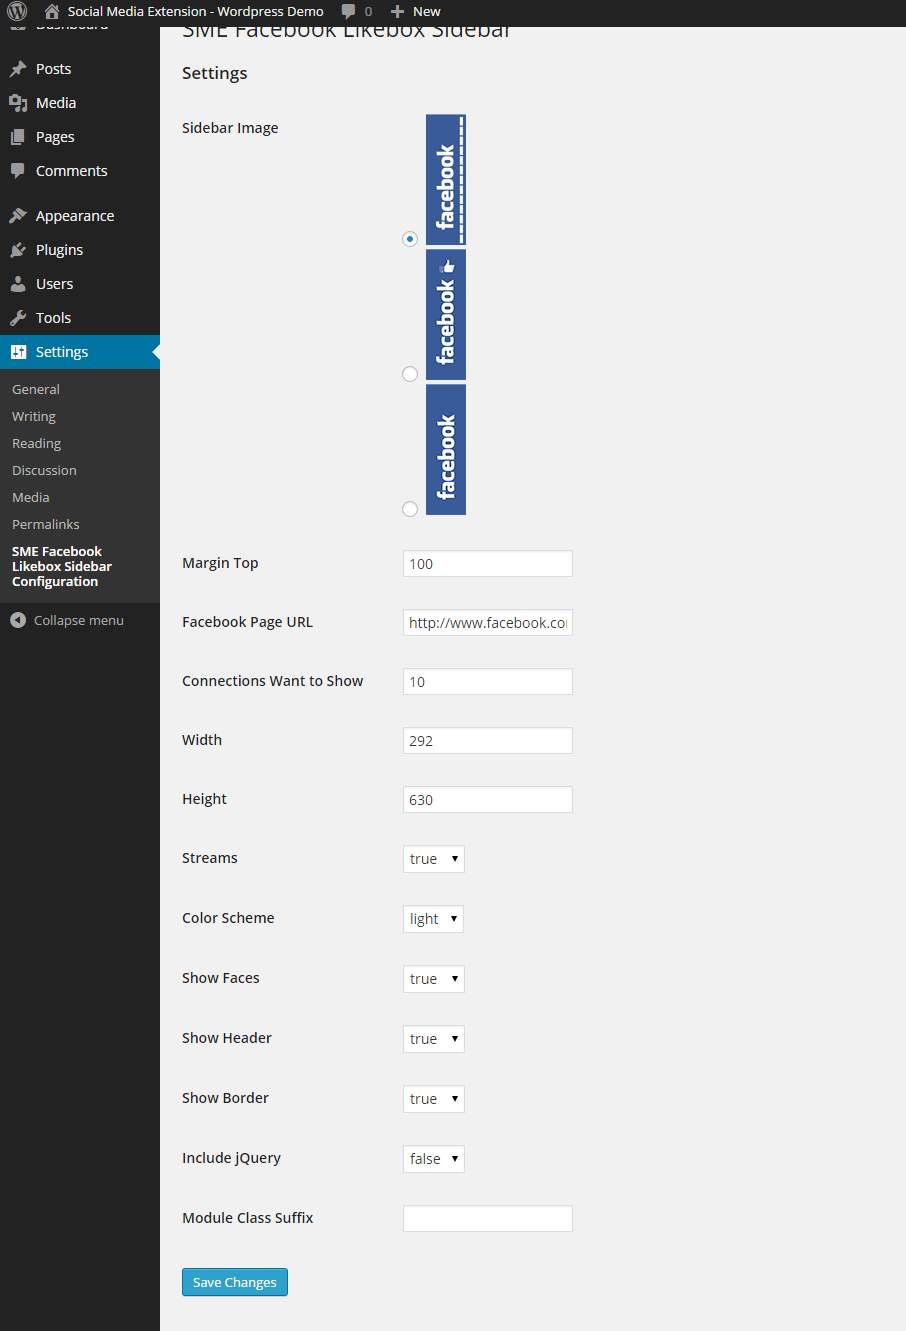 Social Media Extension - Wordpress Demo 0 New
Dashboard
Posts
Media
Pages
Comments
Appearance
Plugins
Users
Tools
Settings
General
Writing
Reading
Discussion
Media
Permalinks
SME Facebook
Likebox Sidebar
Configuration
Collapse menu
SME Facebook Likebox Sidebar
Settings
Sidebar Image
facebook
facebook
facebook
Margin Top 100
Facebook Page URL http://www.facebook.co
Connections Want to Show 10
Width 292
Height 630
Streams true
Color Scheme light
Show Faces true
Show Header true
Show Border true
Include jQuery false
Module Class Suffix
Save Changes